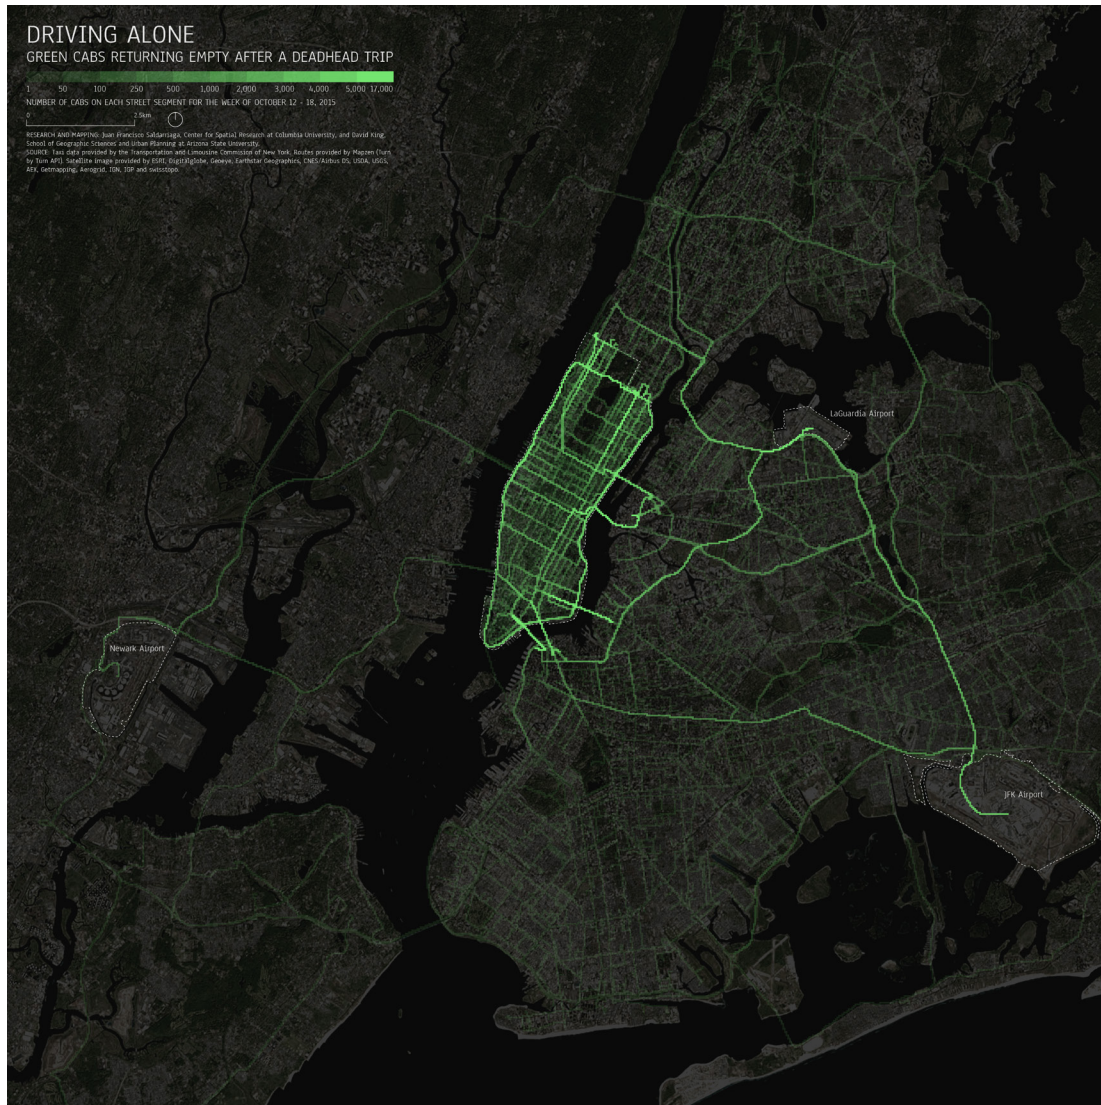 DRIVING ALONE
GREEN CABS RETURNING EMPTY AFTER A DEADHEAD TRIP
1 50 100 250 500 1,000 2,000 3,000 4,000 5,000 17,000
NUMBER OF CABS ON EACH STREET SEGMENT FOR THE WEEK OF OCTOBER 12 - 18, 2015
0 2.5km
RESEARCH AND MAPPING: Juan Francisco Saldarriaga, Center for Spatial Research at Columbia University, and David King,
School of Geographic Sciences and Urban Planning at Arizona State University.
SOURCE: Taxi data provided by the Transportation and Limousine Commission of New York; Routes provided by Mapzen (Turn
by Turn API). Satellite image provided by ESRI, DigitalGlobe, Geoeye, Earthstar Geographics, CNES/Airbus DS, USDA, USGS,
AEX, Getmapping, Aerogrid, IGN, IGP and swisstopo.
LaGuardia Airport
Newark Airport
JFK Airport